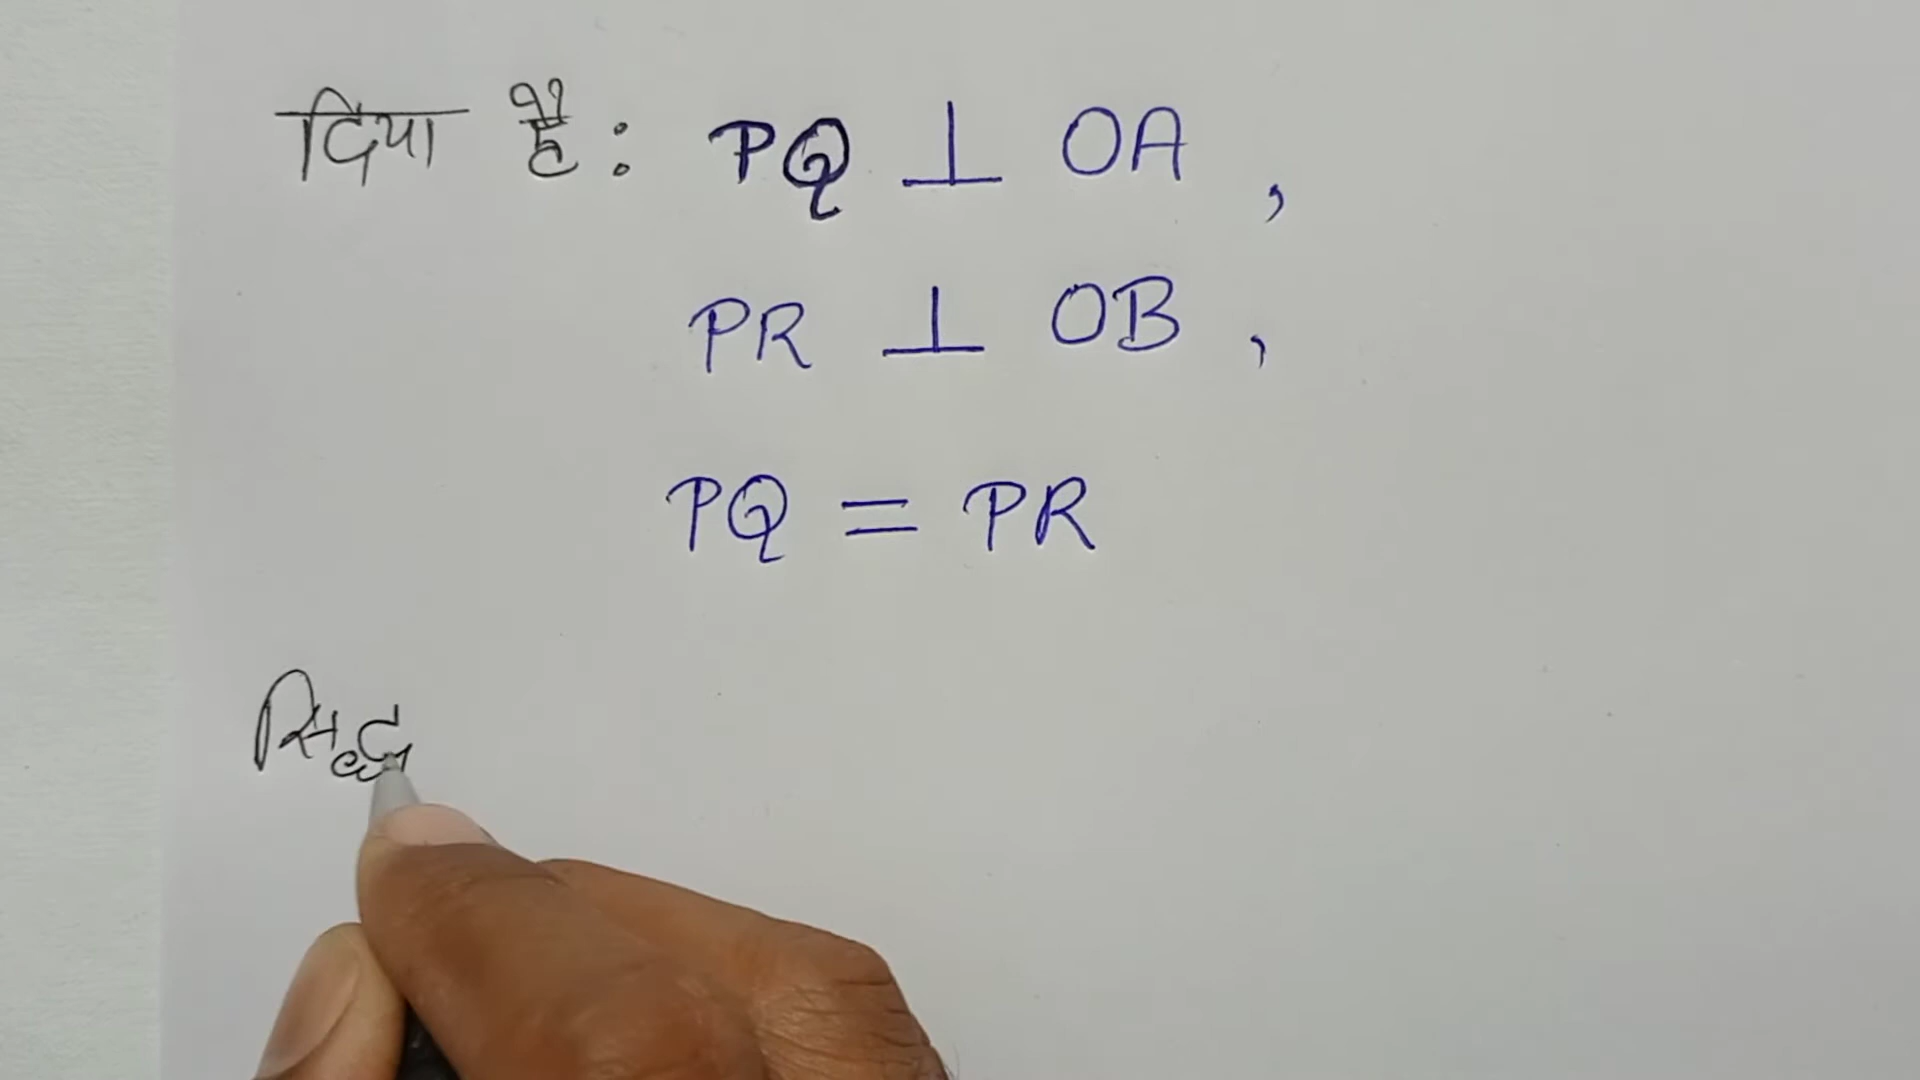 दिया है : PQ ⊥ OA ,
PR ⊥ OB ,
PQ = PR
सिद्ध